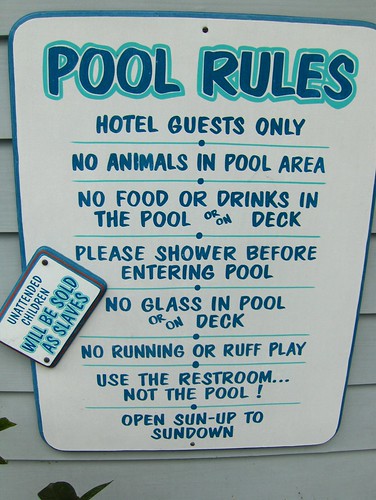 POOL RULES
HOTEL GUESTS ONLY
NO ANIMALS IN POOL AREA
NO FOOD OR DRINKS IN
THE POOL OR ON DECK
PLEASE SHOWER BEFORE
ENTERING POOL
NO GLASS IN POOL
OR ON DECK
NO RUNNING OR RUFF PLAY
USE THE RESTROOM...
NOT THE POOL !
OPEN SUN-UP TO
SUNDOWN
UNATTENDED
CHILDREN
WILL BE SOLD
AS SLAVES